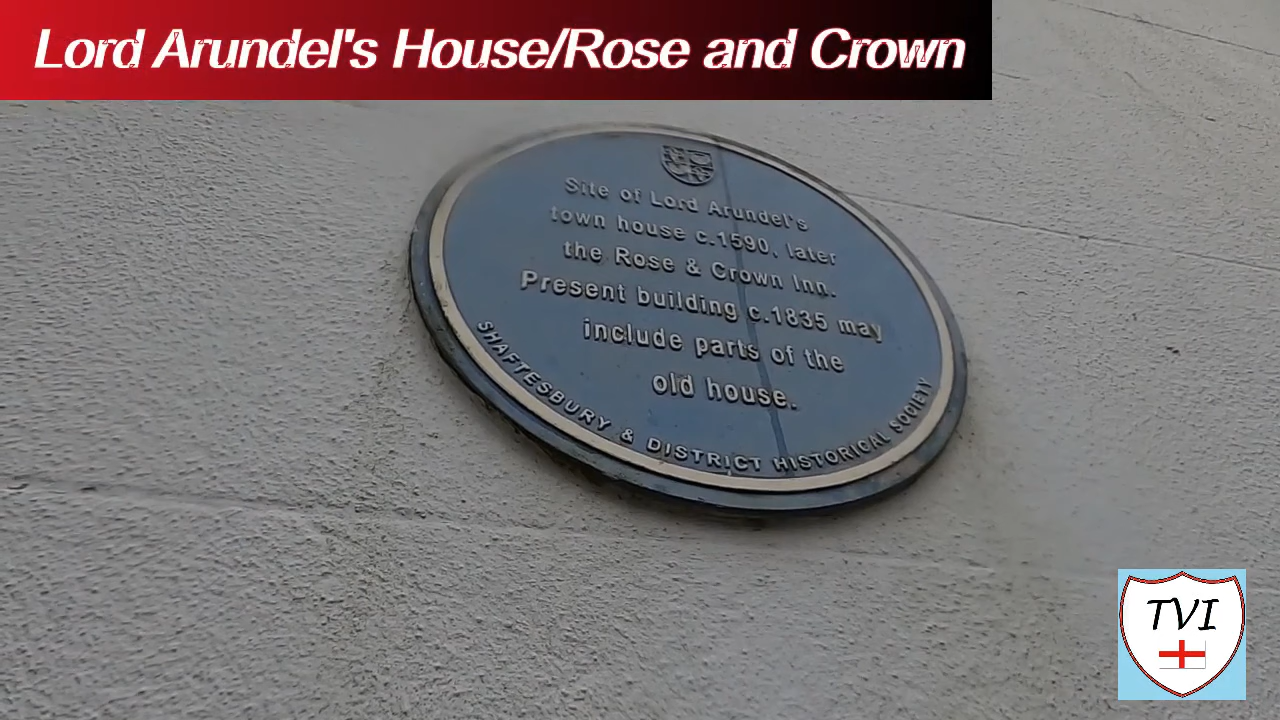 Lord Arundel's House/Rose and Crown
Site of Lord Arundel's
town house c.1590, later
the Rose & Crown Inn.
Present building c.1835 may
include parts of the
old house.
SHAFTESBURY & DISTRICT HISTORICAL SOCIETY
TVI